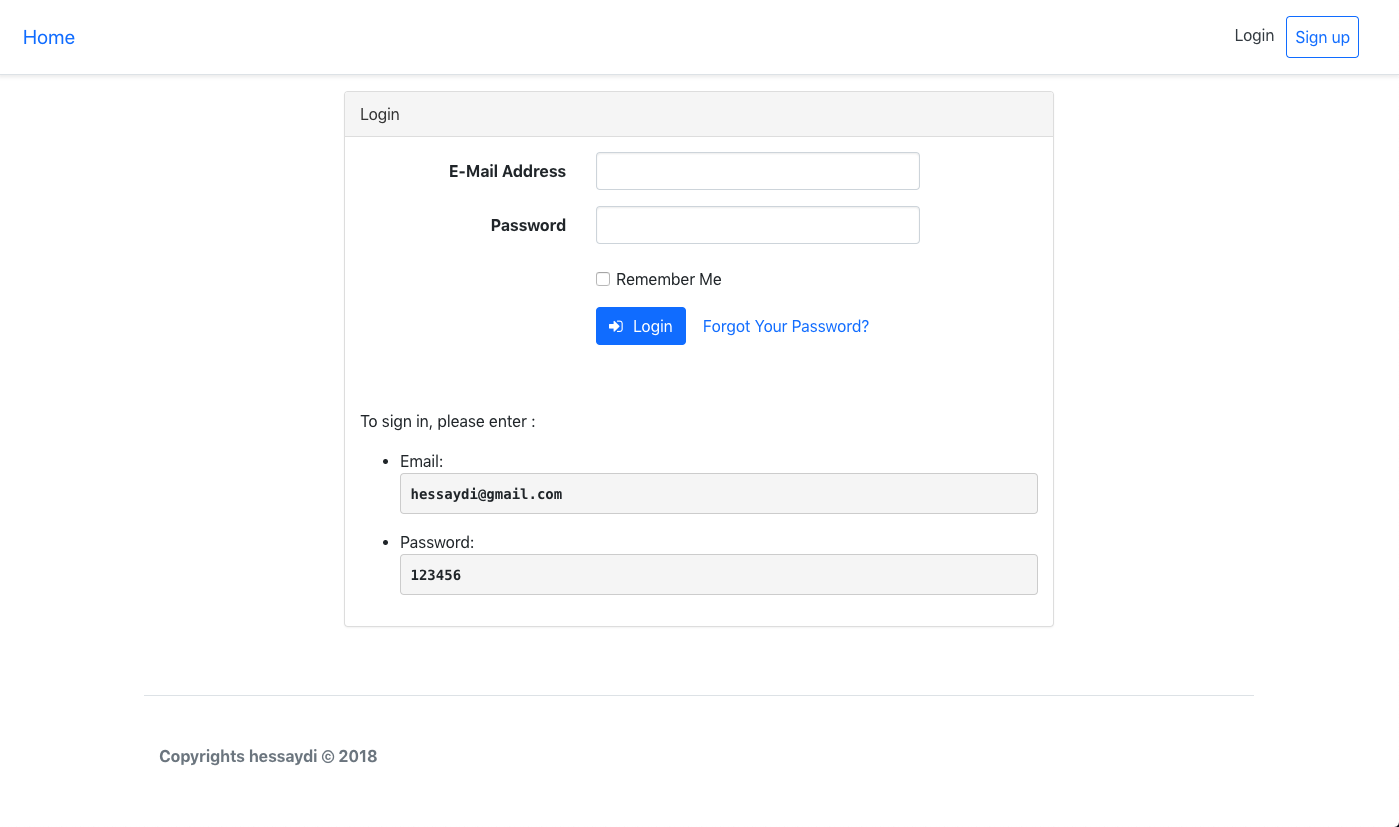 Home
Login
Sign up
Login
E-Mail Address
Password
Remember Me
Login
Forgot Your Password?
To sign in, please enter :
Email:
hessaydi@gmail.com
Password:
123456
Copyrights hessaydi © 2018